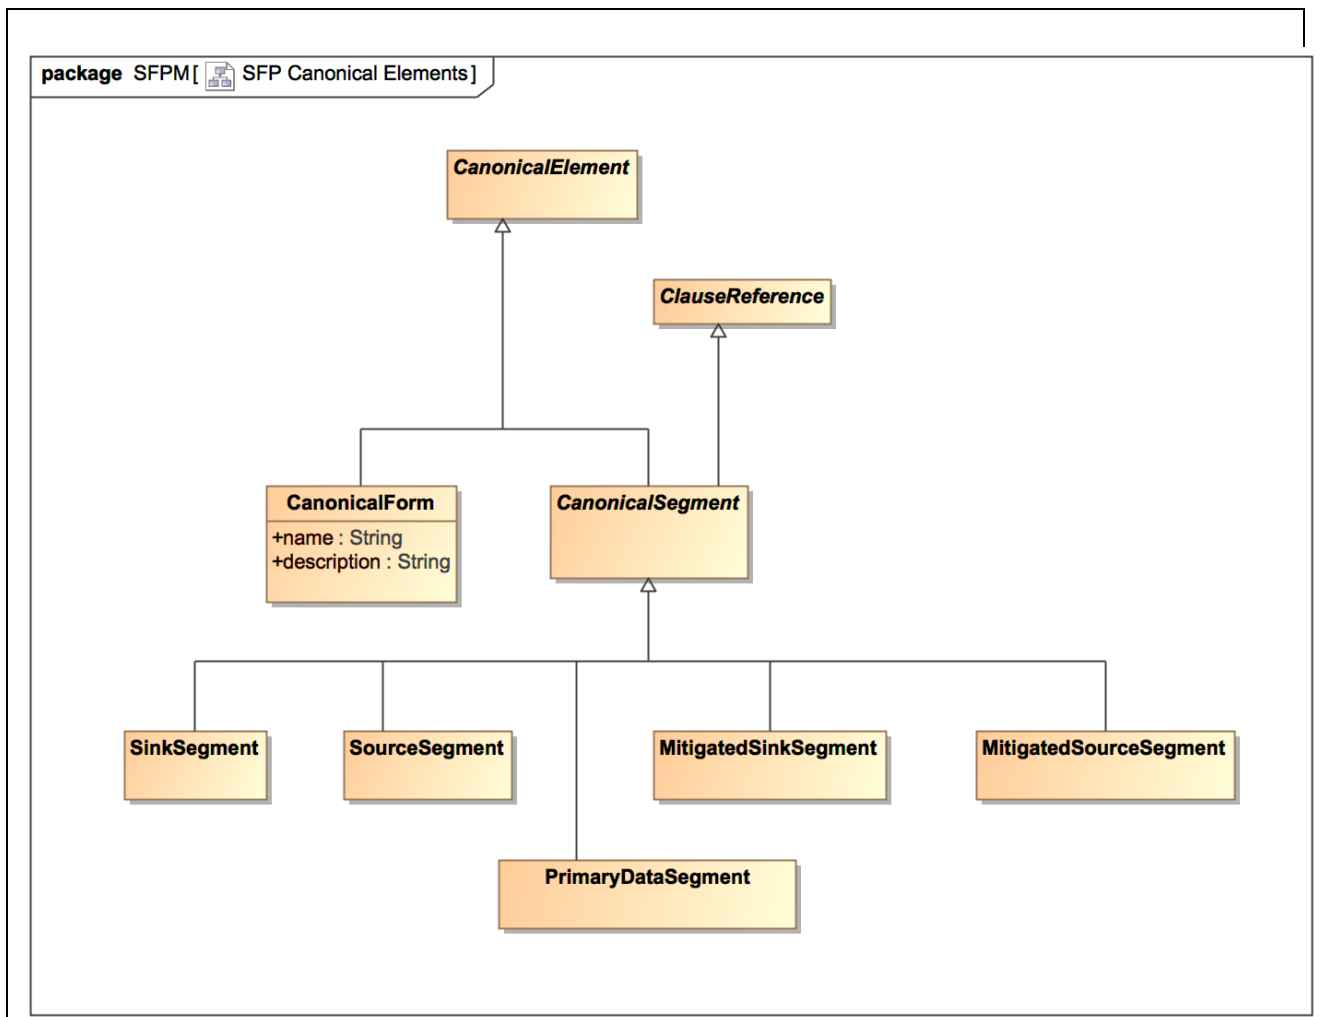 package SFPM[ SFP Canonical Elements]
CanonicalElement
ClauseReference
CanonicalForm
+name : String
+description : String
CanonicalSegment
SinkSegment
SourceSegment
MitigatedSinkSegment
MitigatedSourceSegment
PrimaryDataSegment